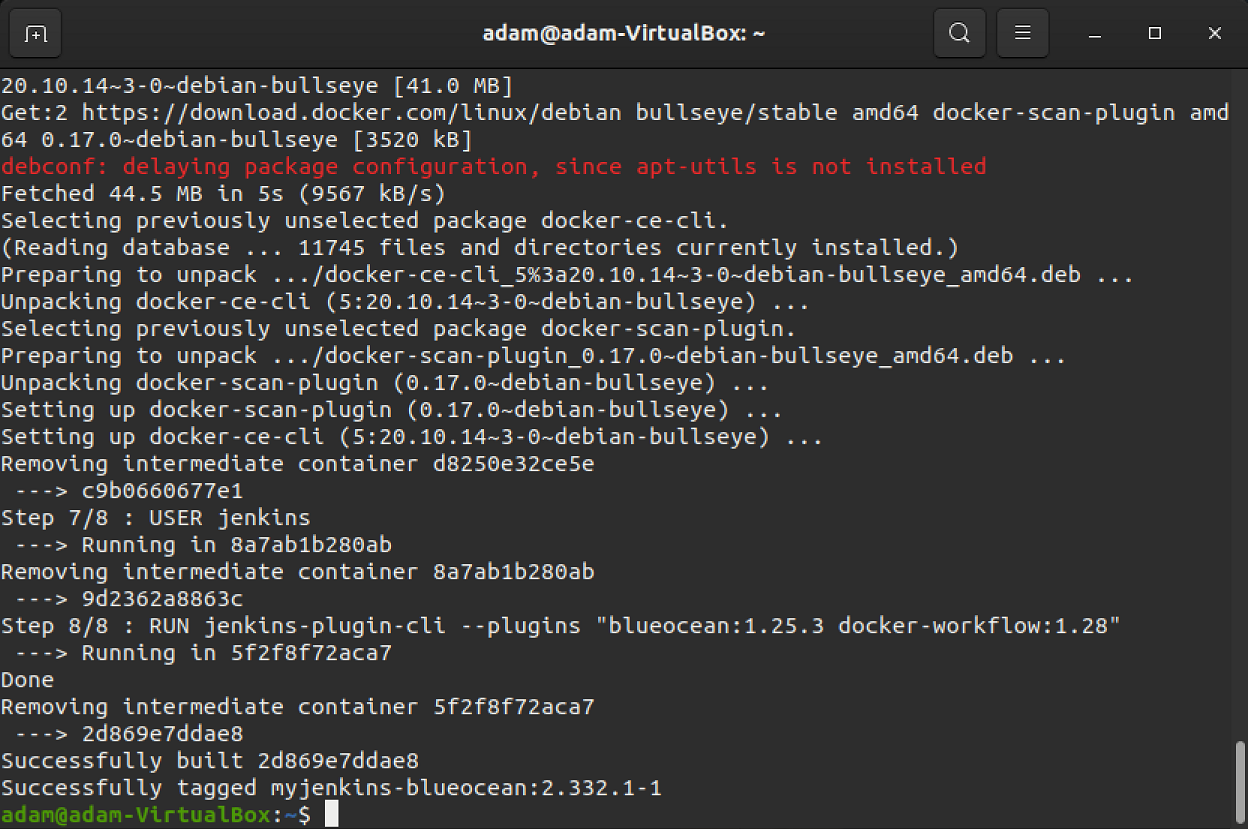 adam@adam-VirtualBox: ~
20.10.14~3-0~debian-bullseye [41.0 MB]
Get:2 https://download.docker.com/linux/debian bullseye/stable amd64 docker-scan-plugin amd
64 0.17.0~debian-bullseye [3520 kB]
debconf: delaying package configuration, since apt-utils is not installed
Fetched 44.5 MB in 5s (9567 kB/s)
Selecting previously unselected package docker-ce-cli.
(Reading database ... 11745 files and directories currently installed.)
Preparing to unpack .../docker-ce-cli_5%3a20.10.14~3-0~debian-bullseye_amd64.deb ...
Unpacking docker-ce-cli (5:20.10.14~3-0~debian-bullseye) ...
Selecting previously unselected package docker-scan-plugin.
Preparing to unpack .../docker-scan-plugin_0.17.0~debian-bullseye_amd64.deb ...
Unpacking docker-scan-plugin (0.17.0~debian-bullseye) ...
Setting up docker-scan-plugin (0.17.0~debian-bullseye) ...
Setting up docker-ce-cli (5:20.10.14~3-0~debian-bullseye) ...
Removing intermediate container d8250e32ce5e
 ---> c9b0660677e1
Step 7/8 : USER jenkins
 ---> Running in 8a7ab1b280ab
Removing intermediate container 8a7ab1b280ab
 ---> 9d2362a8863c
Step 8/8 : RUN jenkins-plugin-cli --plugins "blueocean:1.25.3 docker-workflow:1.28"
 ---> Running in 5f2f8f72aca7
Done
Removing intermediate container 5f2f8f72aca7
 ---> 2d869e7ddae8
Successfully built 2d869e7ddae8
Successfully tagged myjenkins-blueocean:2.332.1-1
adam@adam-VirtualBox:~$